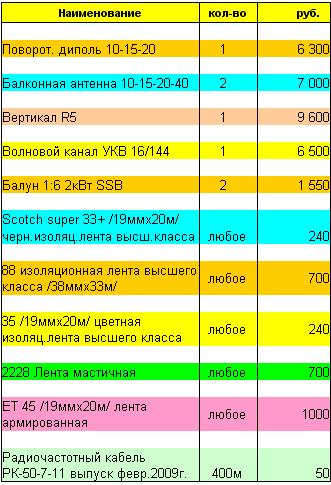 Наименование кол-во руб.
Поворот. диполь 10-15-20 1 6 300
Балконная антенна 10-15-20-40 2 7 000
Вертикал R5 1 9 600
Волновой канал УКВ 16/144 1 6 500
Балун 1:6 2кВт SSB 2 1 550
Scotch super 33+ /19ммх20м/
черн.изоляц.лента высш.класса любое 240
88 изоляционная лента высшего
класса /38ммх33м/ любое 700
35 /19ммх20м/ цветная
изоляц.лента высшего класса любое 240
2228 Лента мастичная любое 700
ET 45 /19ммх20м/ лента
армированная любое 1000
Радиочастотный кабель
РК-50-7-11 выпуск февр.2009г. 400м 50